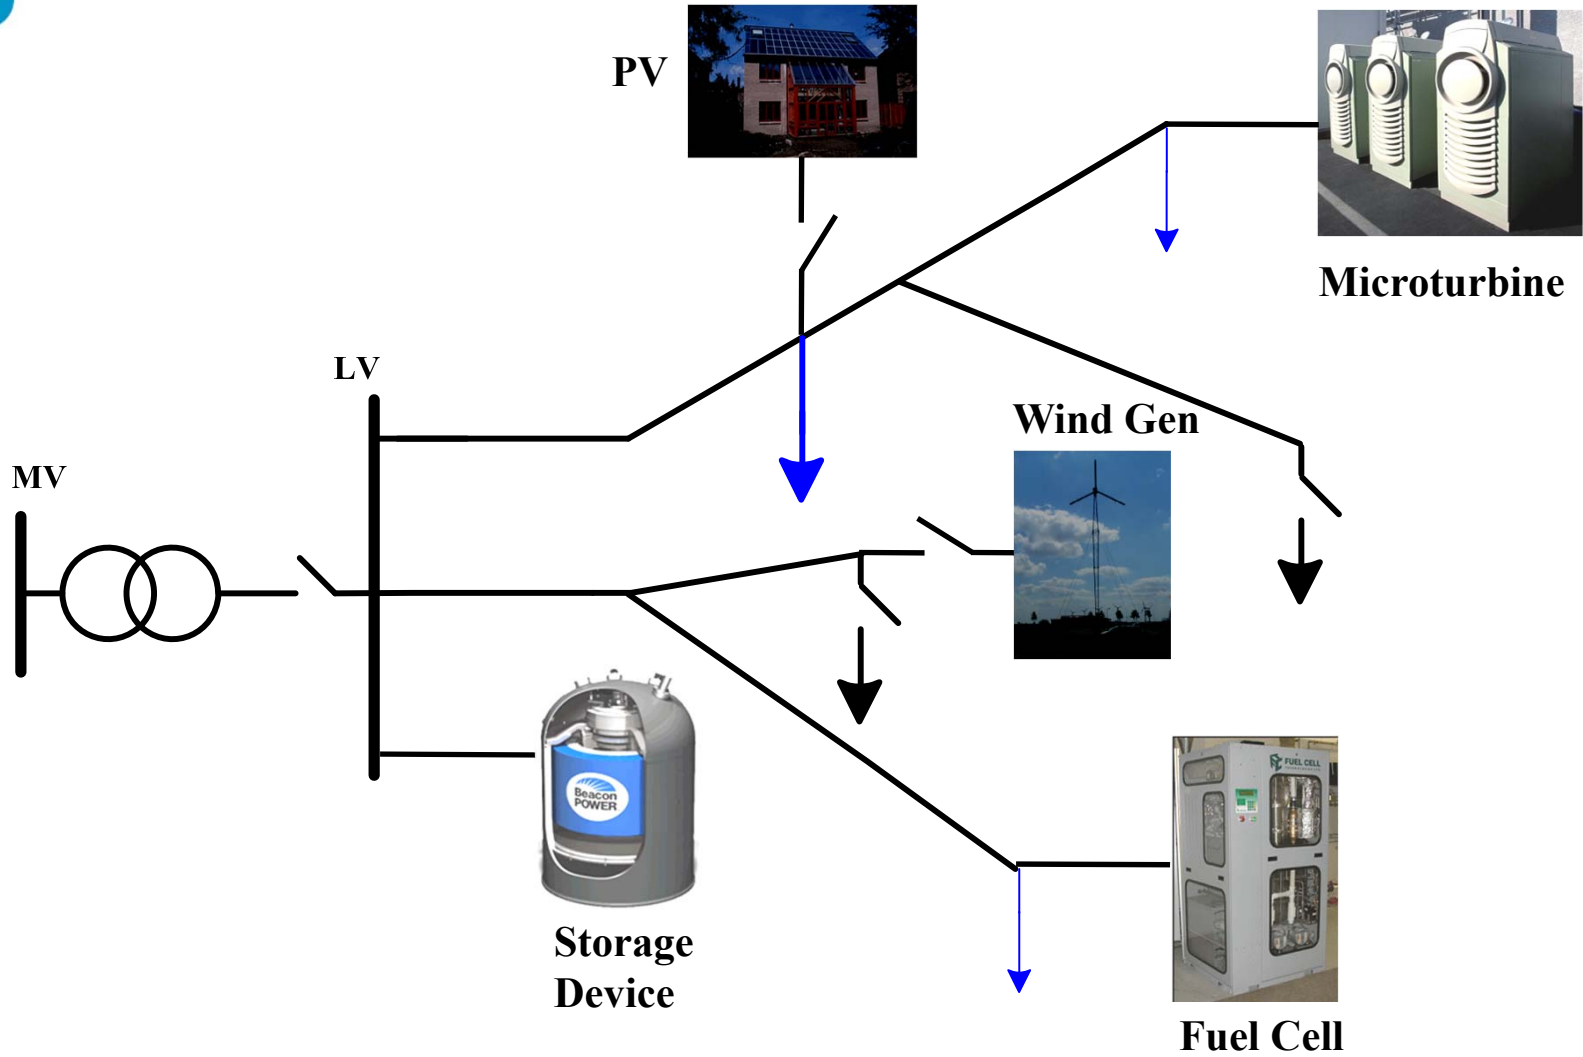 PV
Microturbine
LV
Wind Gen
MV
Beacon
POWER
FUEL CELL
Storage
Device
Fuel Cell